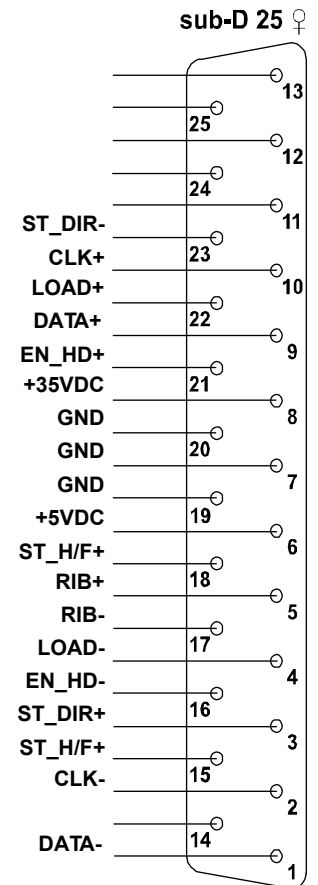 sub-D 25 ♀
13
25
12
24
11
ST_DIR-
23
CLK+
10
LOAD+
22
DATA+
9
EN_HD+
21
+35VDC
8
GND
20
GND
7
GND
19
+5VDC
6
ST_H/F+
18
RIB+
5
RIB-
17
LOAD-
4
EN_HD-
16
ST_DIR+
3
ST_H/F+
15
CLK-
2
14
DATA-
1